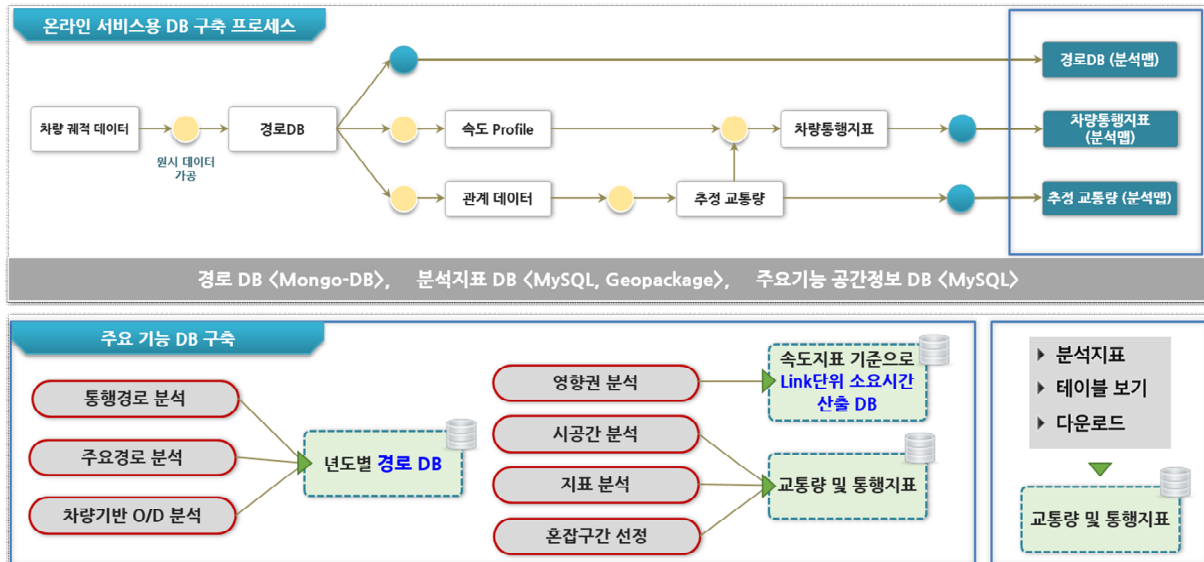 온라인 서비스용 DB 구축 프로세스
경로DB (분석맵)
차량 궤적 데이터
경로DB
속도 Profile
차량통행지표
차량통행지표
(분석맵)
원시 데이터
가공
관계 데이터
추정 교통량
추정 교통량 (분석맵)
경로 DB <Mongo-DB>, 분석지표 DB <MySQL, Geopackage>, 주요기능 공간정보 DB <MySQL>
주요 기능 DB 구축
통행경로 분석
주요경로 분석
차량기반 O/D 분석
년도별 경로 DB
영향권 분석
시공간 분석
지표 분석
혼잡구간 선정
속도지표 기준으로
Link단위 소요시간
산출 DB
교통량 및 통행지표
분석지표
테이블 보기
다운로드
교통량 및 통행지표